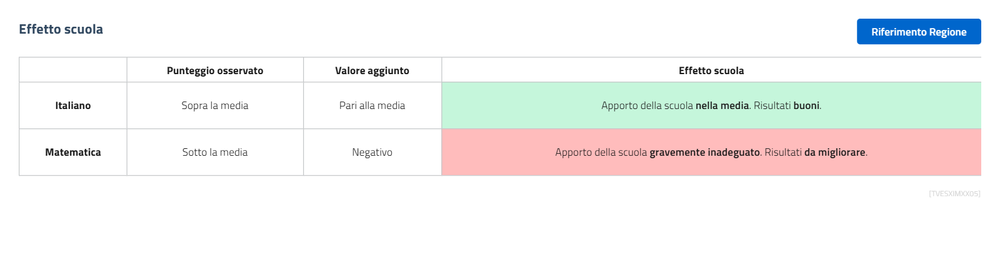 Effetto scuola
Riferimento Regione
Punteggio osservato Valore aggiunto Effetto scuola
Italiano Sopra la media Pari alla media Apporto della scuola nella media. Risultati buoni.
Matematica Sotto la media Negativo Apporto della scuola gravemente inadeguato. Risultati da migliorare.
[TVESXIMXX05]